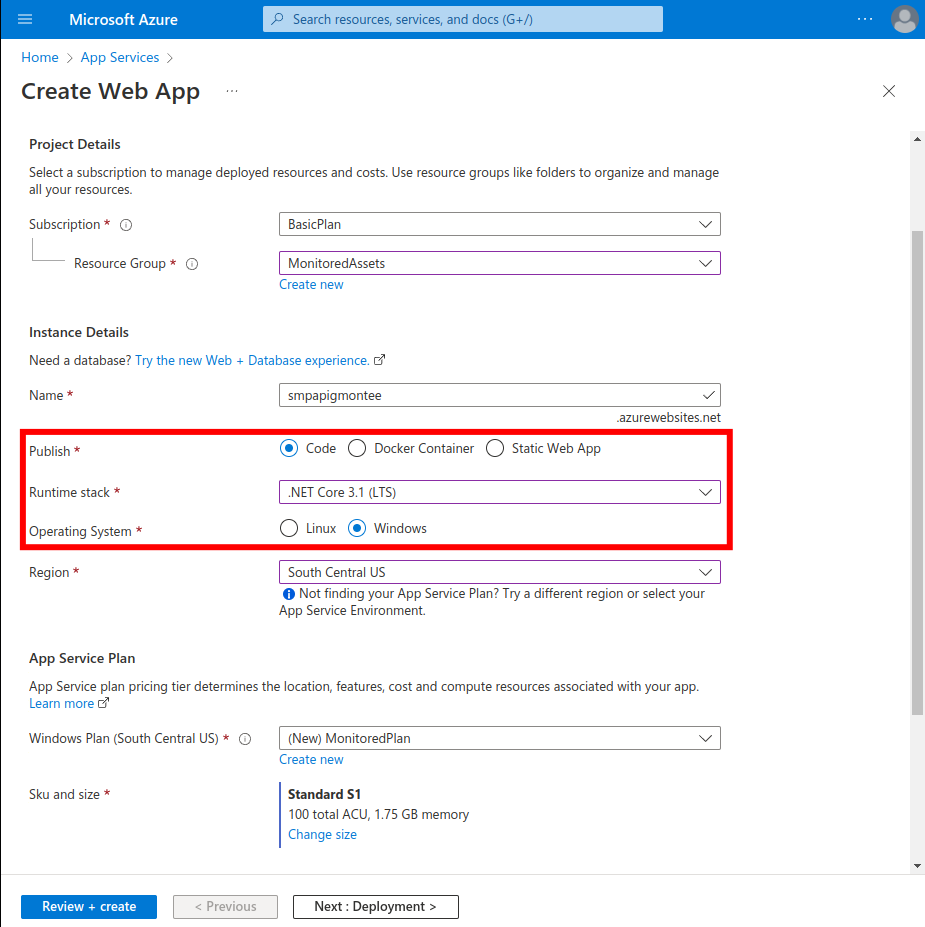 Microsoft Azure
Search resources, services, and docs (G+/)
Home > App Services >
Create Web App ...
Project Details
Select a subscription to manage deployed resources and costs. Use resource groups like folders to organize and manage
all your resources.
Subscription *
BasicPlan
Resource Group *
MonitoredAssets
Create new
Instance Details
Need a database? Try the new Web + Database experience.
Name *
smpapigmontee
.azurewebsites.net
Publish *
Code Docker Container Static Web App
Runtime stack *
.NET Core 3.1 (LTS)
Operating System *
Linux Windows
Region *
South Central US
Not finding your App Service Plan? Try a different region or select your
App Service Environment.
App Service Plan
App Service plan pricing tier determines the location, features, cost and compute resources associated with your app.
Learn more
Windows Plan (South Central US) *
(New) MonitoredPlan
Create new
Sku and size *
Standard S1
100 total ACU, 1.75 GB memory
Change size
Review + create
< Previous
Next : Deployment >